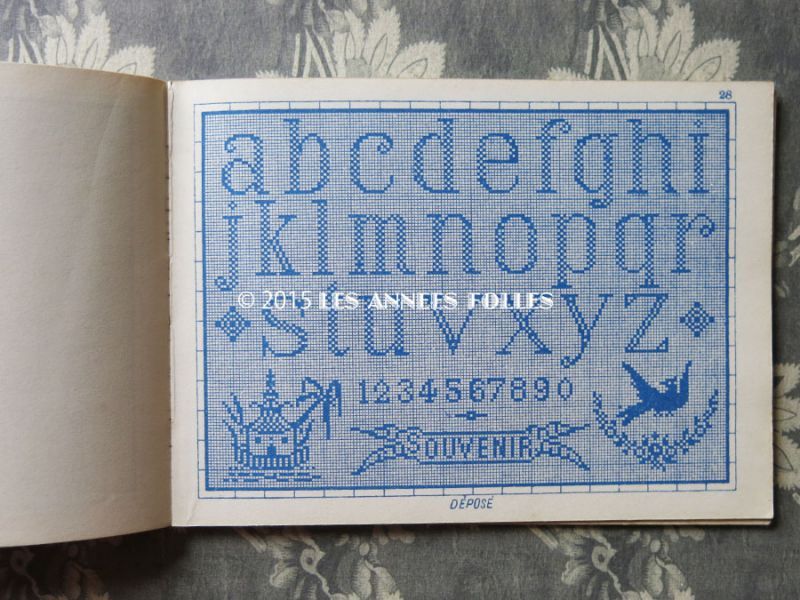 28
abcdefghi
jklmnopqr
© 2015 LES ANNEES FOLLES
stuvxyz
1234567890
SOUVENIR
DÉPOSÉ